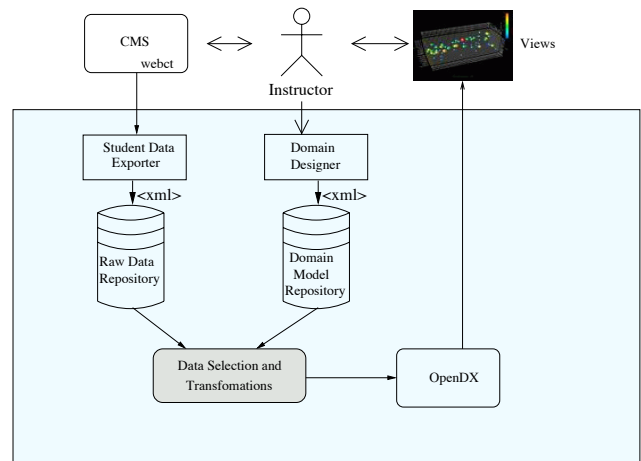 CMS
webct
Instructor
Views
Student Data
Exporter
Domain
Designer
<xml>
<xml>
Raw Data
Repository
Domain
Model
Repository
Data Selection and
Transfomations
OpenDX